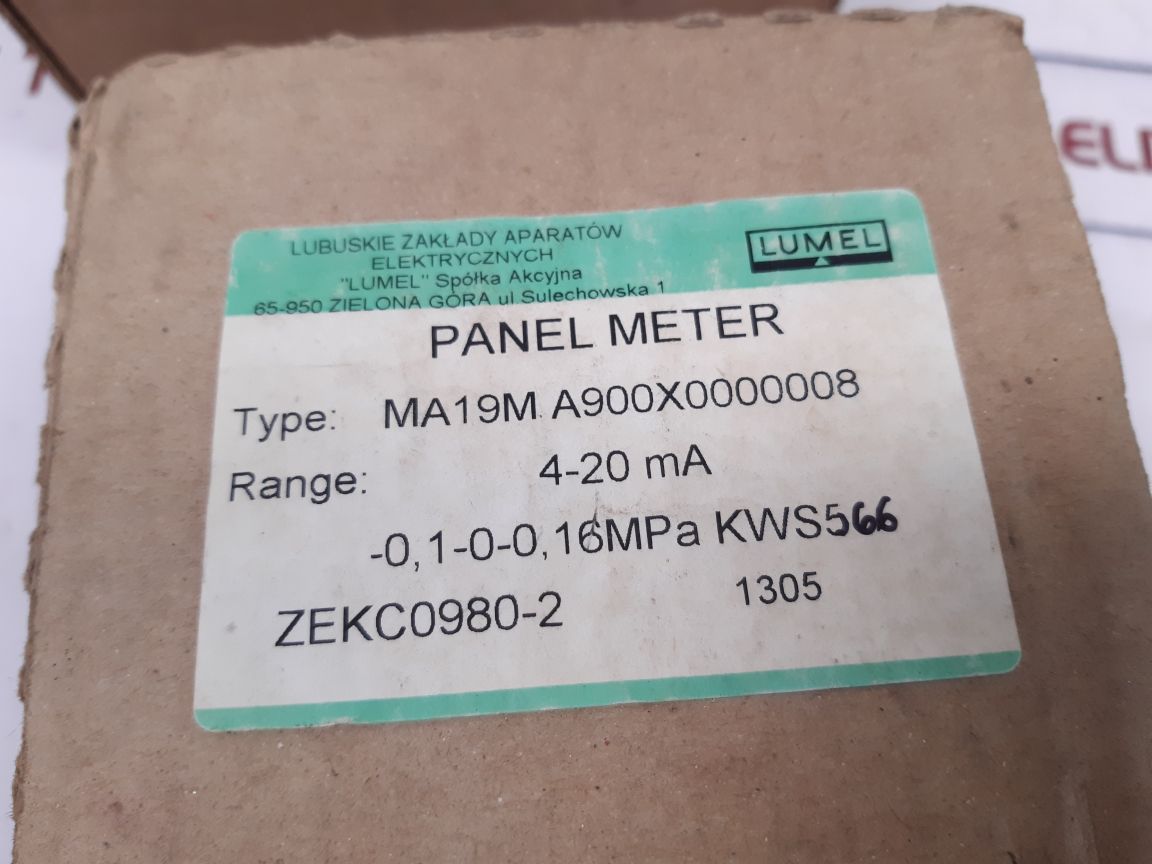 LUBUSKIE ZAKŁADY APARATÓW
ELEKTRYCZNYCH
"LUMEL" Spółka Akcyjna
65-950 ZIELONA GÓRA ul Sulechowska 1
LUMEL
PANEL METER
Type: MA19M A900X0000008
Range: 4-20 mA
-0,1-0-0,16MPa KWS566
ZEKC0980-2 1305